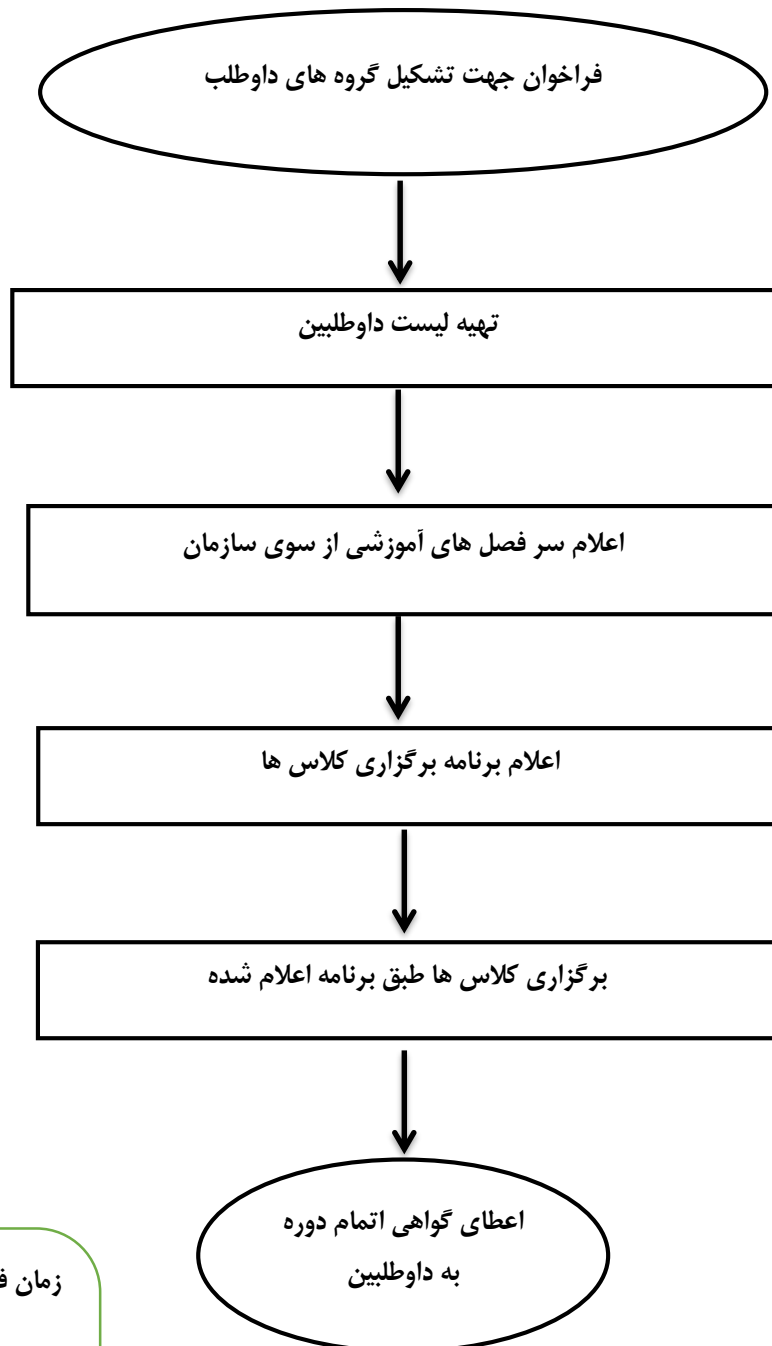 فراخوان جهت تشکیل گروه های داوطلب
تهیه لیست داوطلبین
اعلام سر فصل های آموزشی از سوی سازمان
اعلام برنامه برگزاری کلاس ها
برگزاری کلاس ها طبق برنامه اعلام شده
اعطای گواهی اتمام دوره
به داوطلبین
زمان